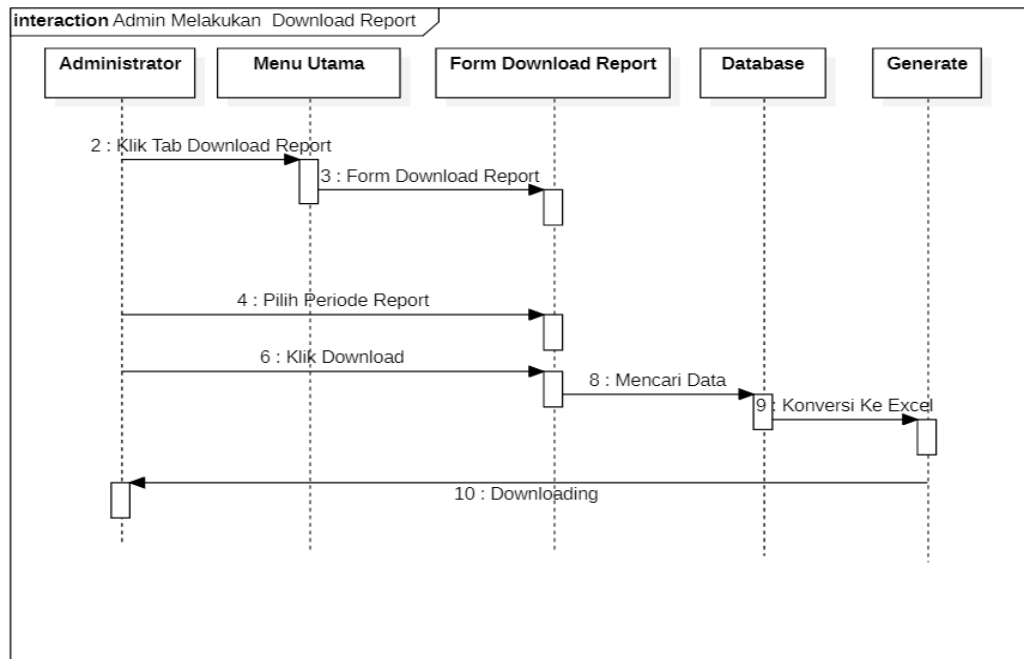 interaction Admin Melakukan Download Report
Administrator
Menu Utama
Form Download Report
Database
Generate
2 : Klik Tab Download Report
3 : Form Download Report
4 : Pilih Periode Report
6 : Klik Download
8 : Mencari Data
9 : Konversi Ke Excel
10 : Downloading